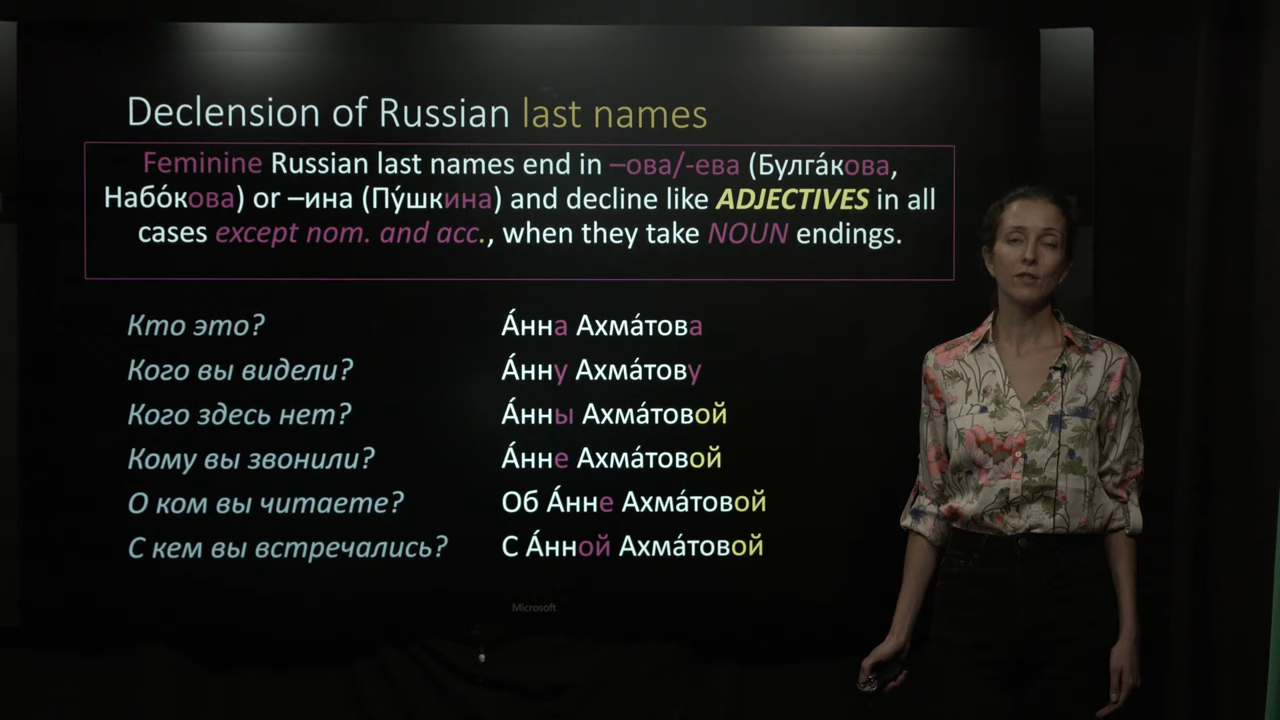 Declension of Russian last names
Feminine Russian last names end in –ова/-ева (Булга́кова,
Набо́кова) or –ина (Пу́шкина) and decline like ADJECTIVES in all
cases except nom. and acc., when they take NOUN endings.
Кто это? А́нна Ахма́това
Кого вы видели? А́нну Ахма́тову
Кого здесь нет? А́нны Ахма́товой
Кому вы звонили? А́нне Ахма́товой
О ком вы читаете? Об А́нне Ахма́товой
С кем вы встречались? С А́нной Ахма́товой
Microsoft